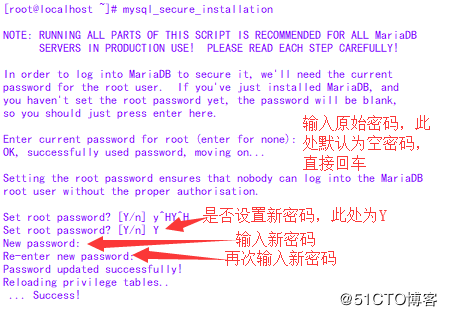 [root@localhost ~]# mysql_secure_installation
NOTE: RUNNING ALL PARTS OF THIS SCRIPT IS RECOMMENDED FOR ALL MariaDB
SERVERS IN PRODUCTION USE!  PLEASE READ EACH STEP CAREFULLY!
In order to log into MariaDB to secure it, we'll need the current
password for the root user.  If you've just installed MariaDB, and
you haven't set the root password yet, the password will be blank,
so you should just press enter here.
Enter current password for root (enter for none):
OK, successfully used password, moving on...
输入原始密码，此
处默认为空密码，
直接回车
Setting the root password ensures that nobody can log into the MariaDB
root user without the proper authorisation.
Set root password? [Y/n] y^HY^H
Set root password? [Y/n] Y
是否设置新密码，此处为Y
New password:
输入新密码
Re-enter new password:
再次输入新密码
Password updated successfully!
Reloading privilege tables..
... Success!
@51CTO博客